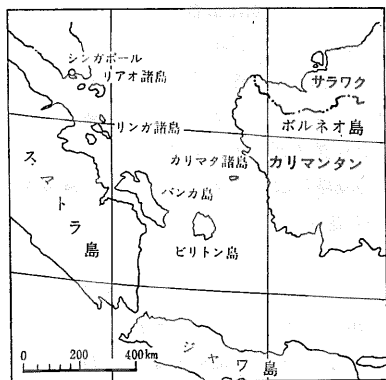 シンガポール
リアオ諸島
サラワク
ボルネオ島
リンガ諸島
カリマタ諸島
カリマンタン
バンカ島
スマトラ島
ビリトン島
0 200 400km
ジャワ島